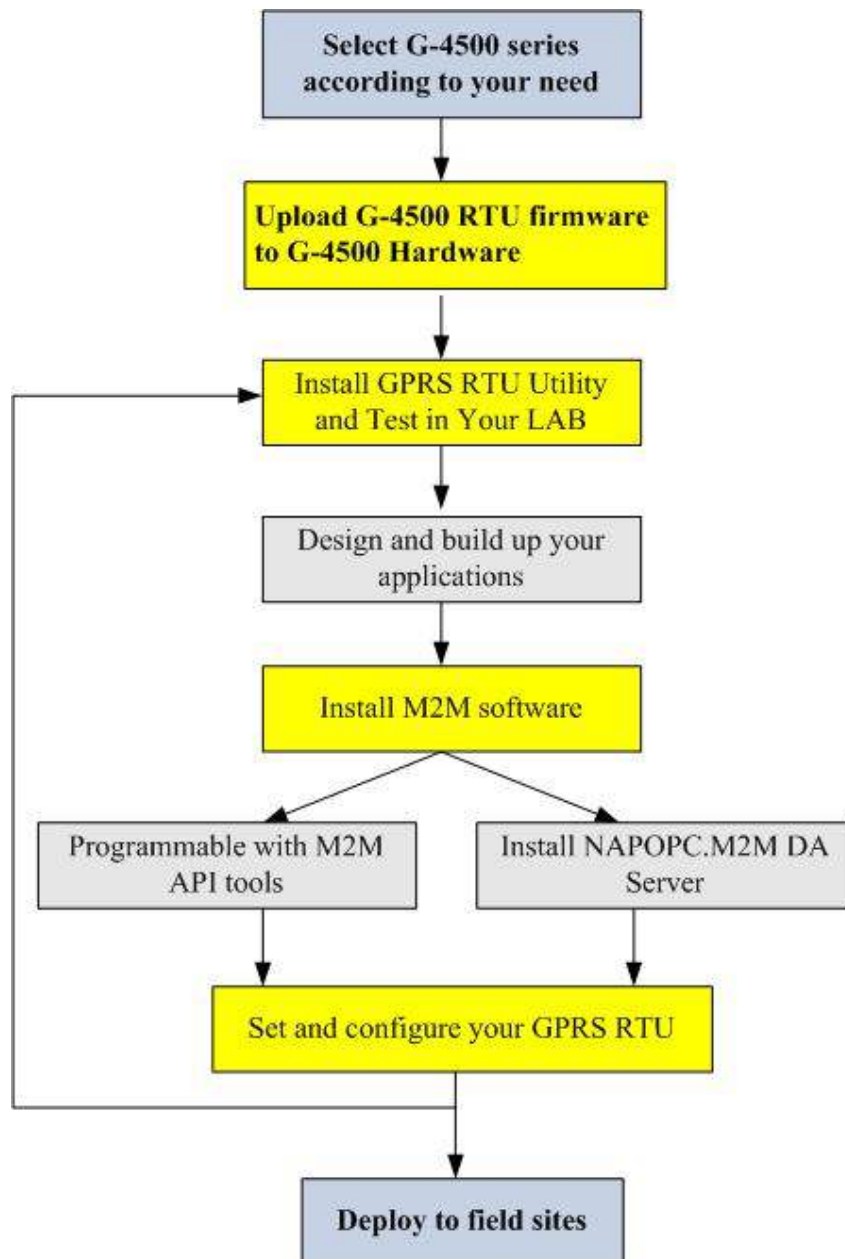 Select G-4500 series
according to your need
Upload G-4500 RTU firmware
to G-4500 Hardware
Install GPRS RTU Utility
and Test in Your LAB
Design and build up your
applications
Install M2M software
Programmable with M2M
API tools
Install NAPOPC.M2M DA
Server
Set and configure your GPRS RTU
Deploy to field sites